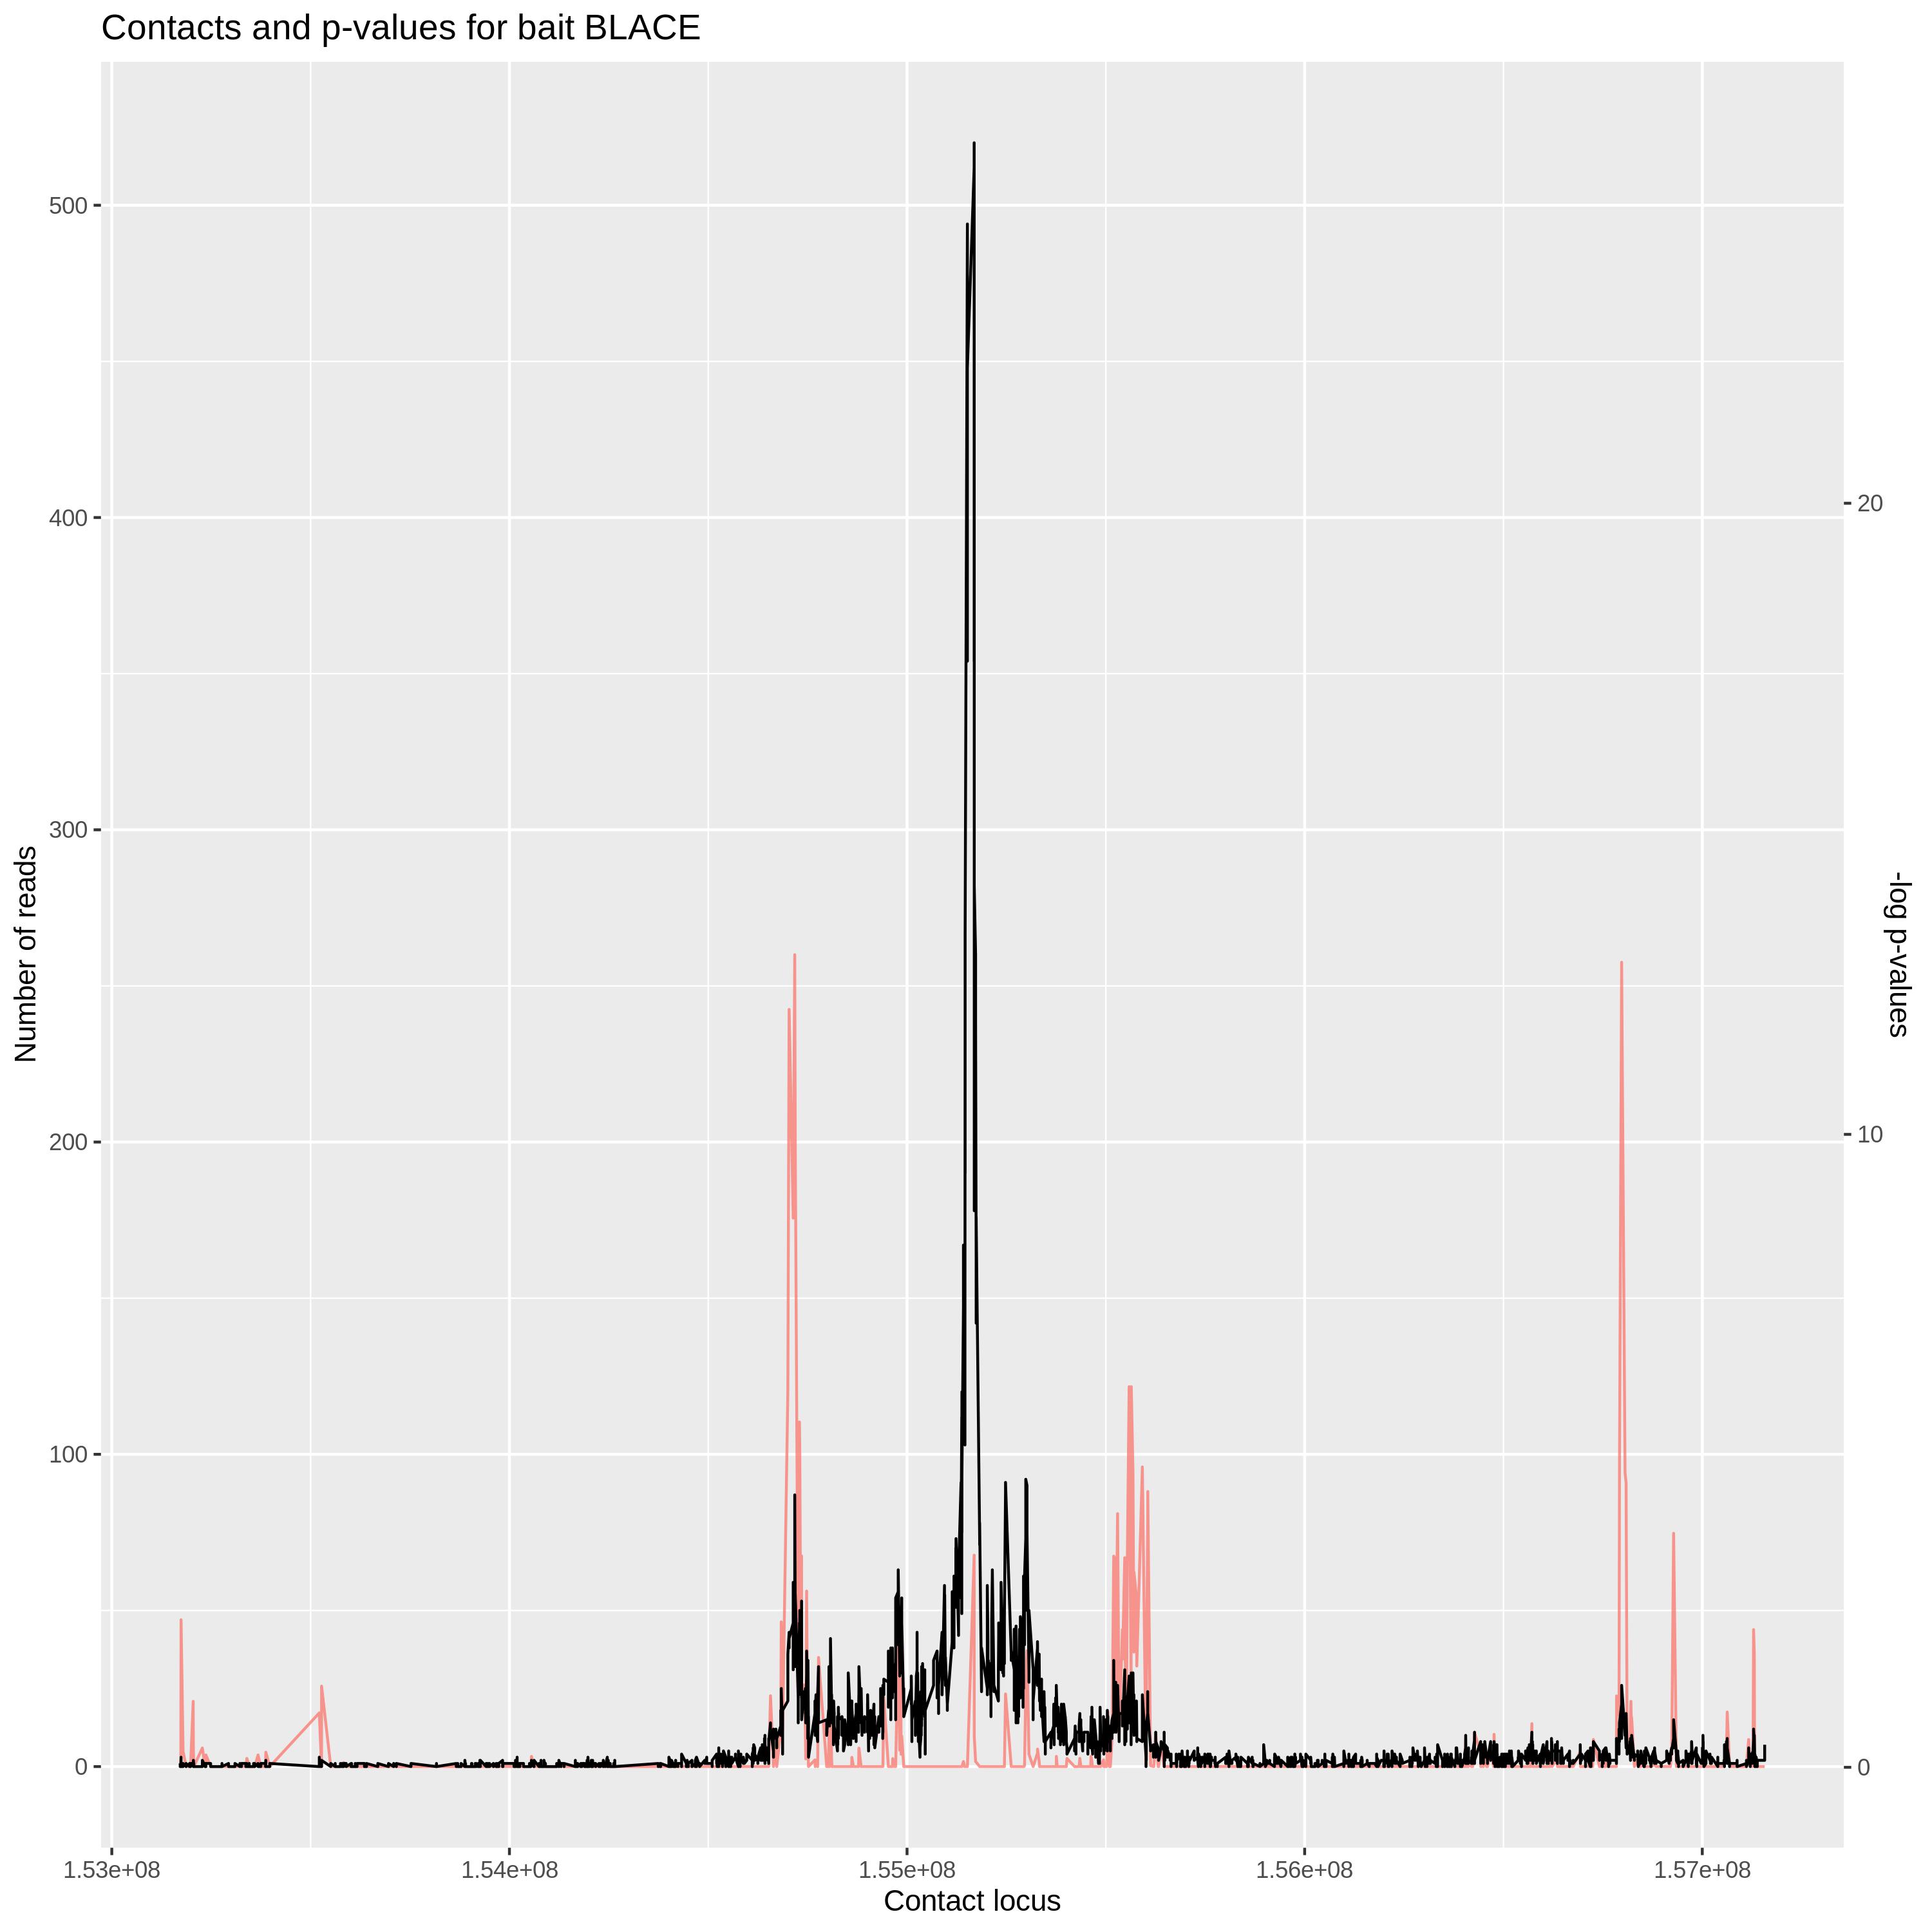 Contacts and p-values for bait BLACE
500
400
300
200
100
0
Number of reads
20
10
0
-log p-values
1.53e+08
1.54e+08
1.55e+08
1.56e+08
1.57e+08
Contact locus